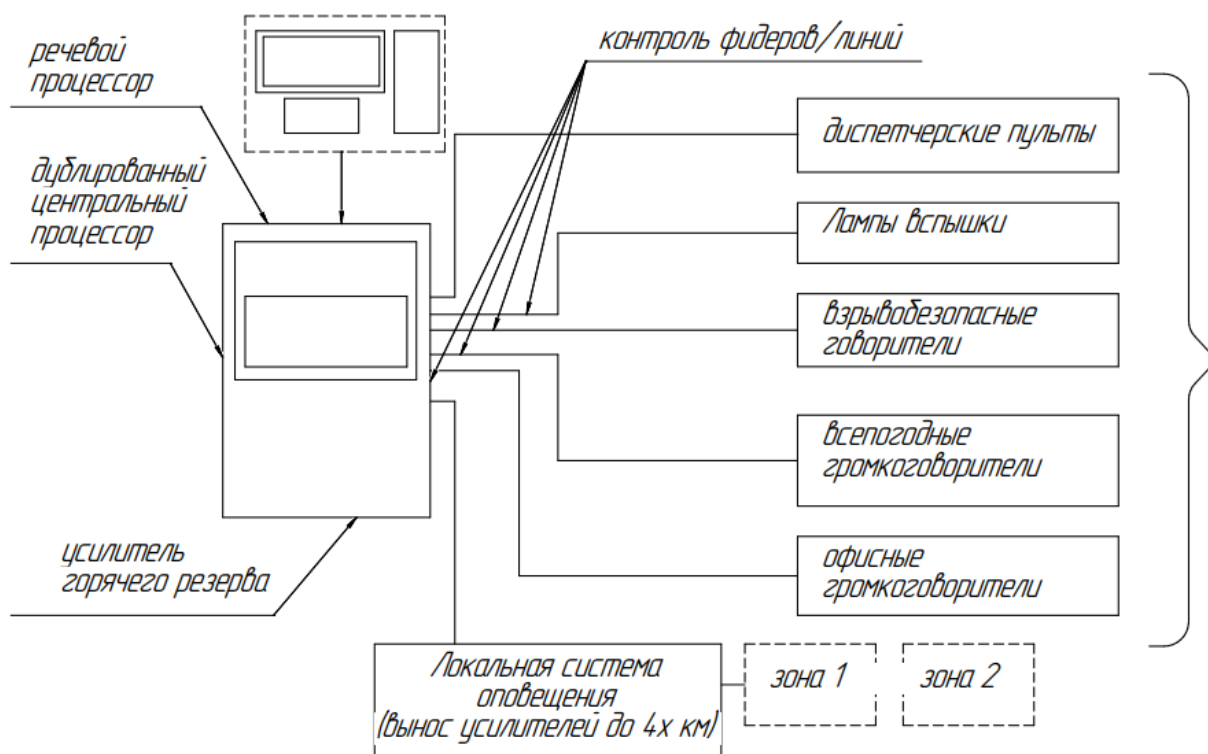 речевой
процессор
контроль фидеров/линий
дублированный
центральный
процессор
диспетчерские пульты
Лампы вспышки
взрывобезопасные
говорители
всепогодные
громкоговорители
усилитель
горячего резерва
офисные
громкоговорители
Локальная система
оповещения
(вынос усилителей до 4х км)
зона 1
зона 2